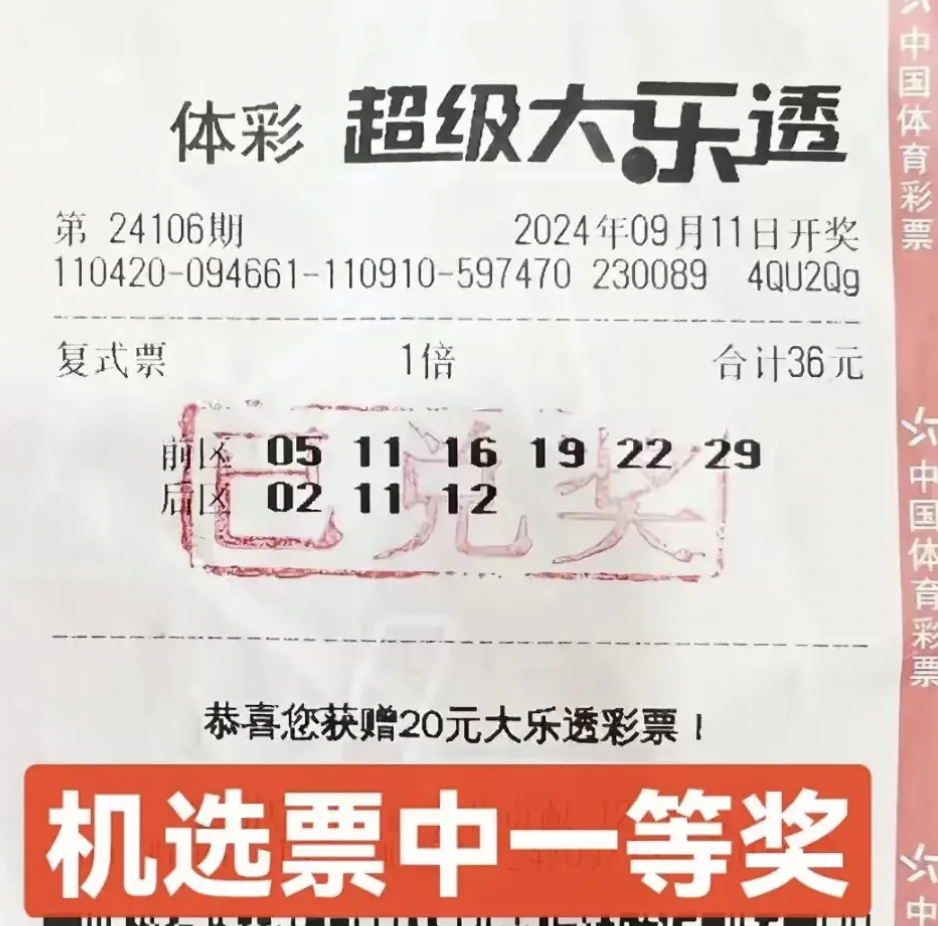 体彩 超级大乐透
第 24106期 2024年09月11日开奖
110420-094661-110910-597470 230089 4QU2Qg
复式票 1倍 合计36元
前区 05 11 16 19 22 29
后区 02 11 12
已兑奖
恭喜您获赠20元大乐透彩票！
机选票中一等奖
中国体育彩票
中国体育彩票
中